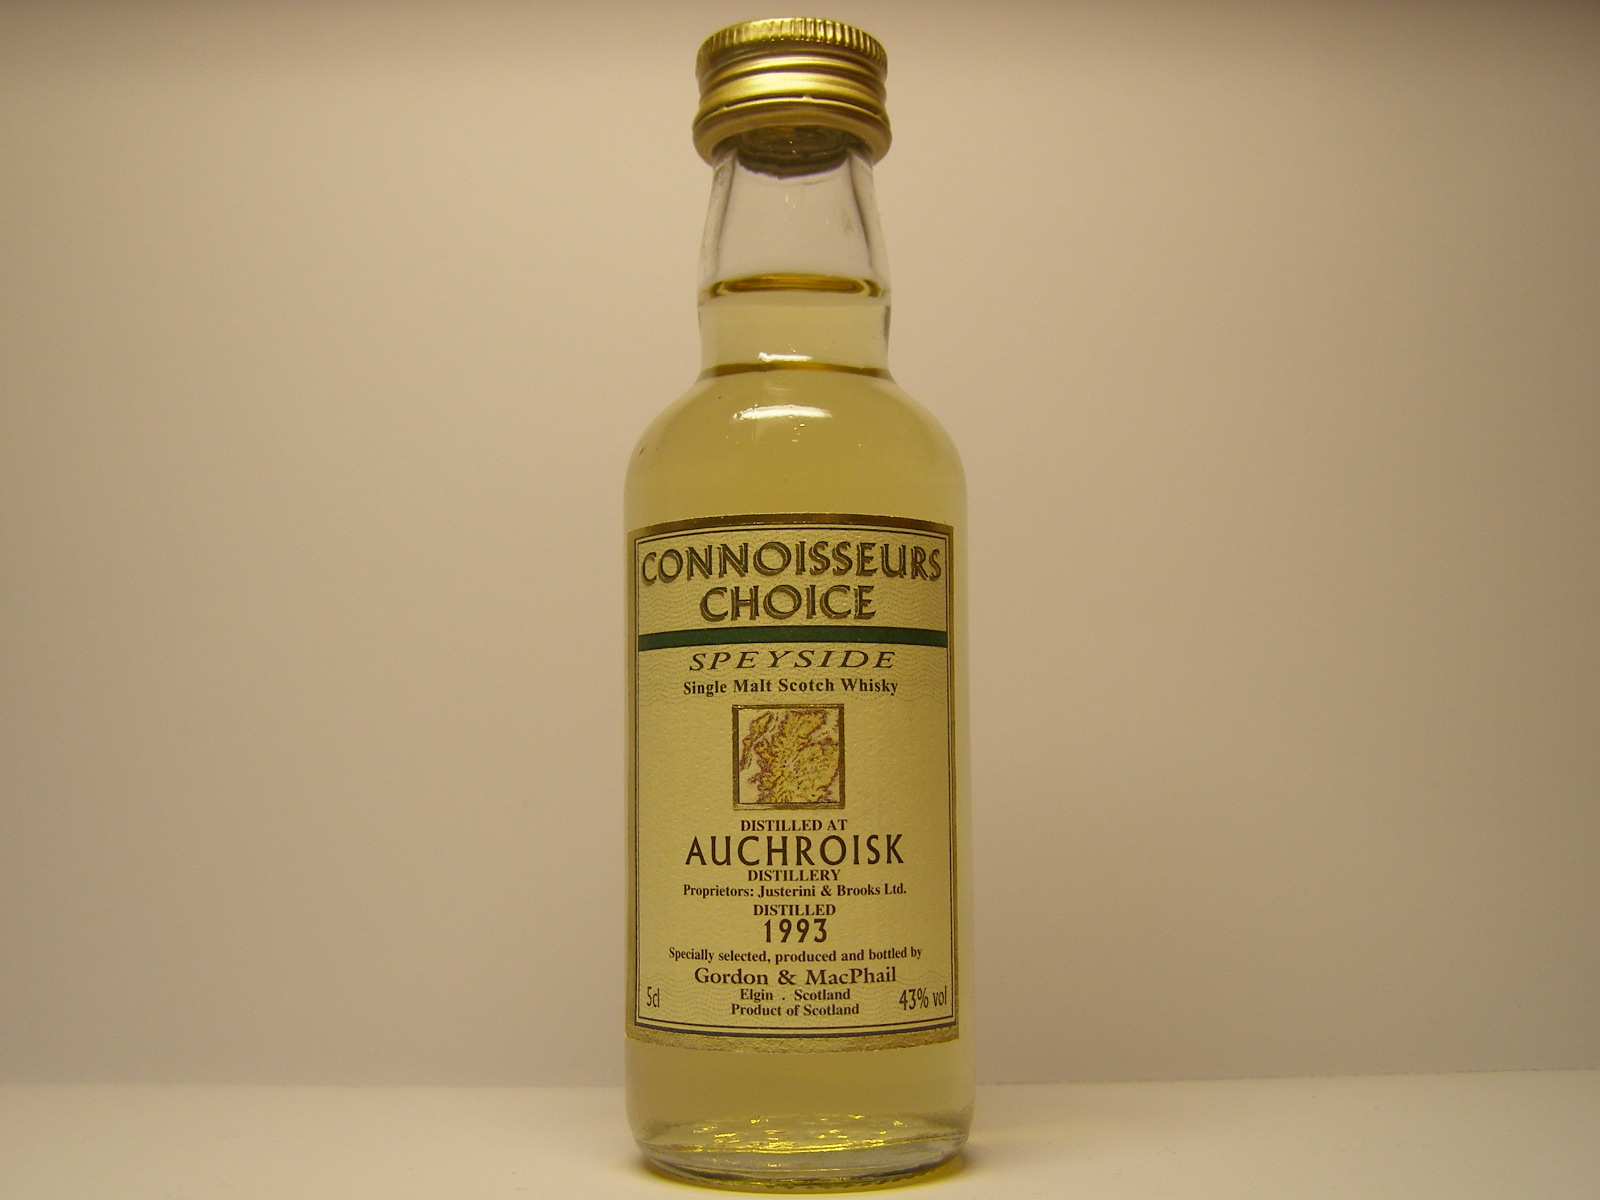 CONNOISSEURS
CHOICE
SPEYSIDE
Single Malt Scotch Whisky
DISTILLED AT
AUCHROISK
DISTILLERY
Proprietors: Justerini & Brooks Ltd.
DISTILLED
1993
Specially selected, produced and bottled by
Gordon & MacPhail
Elgin . Scotland
Product of Scotland
5cl
43% vol